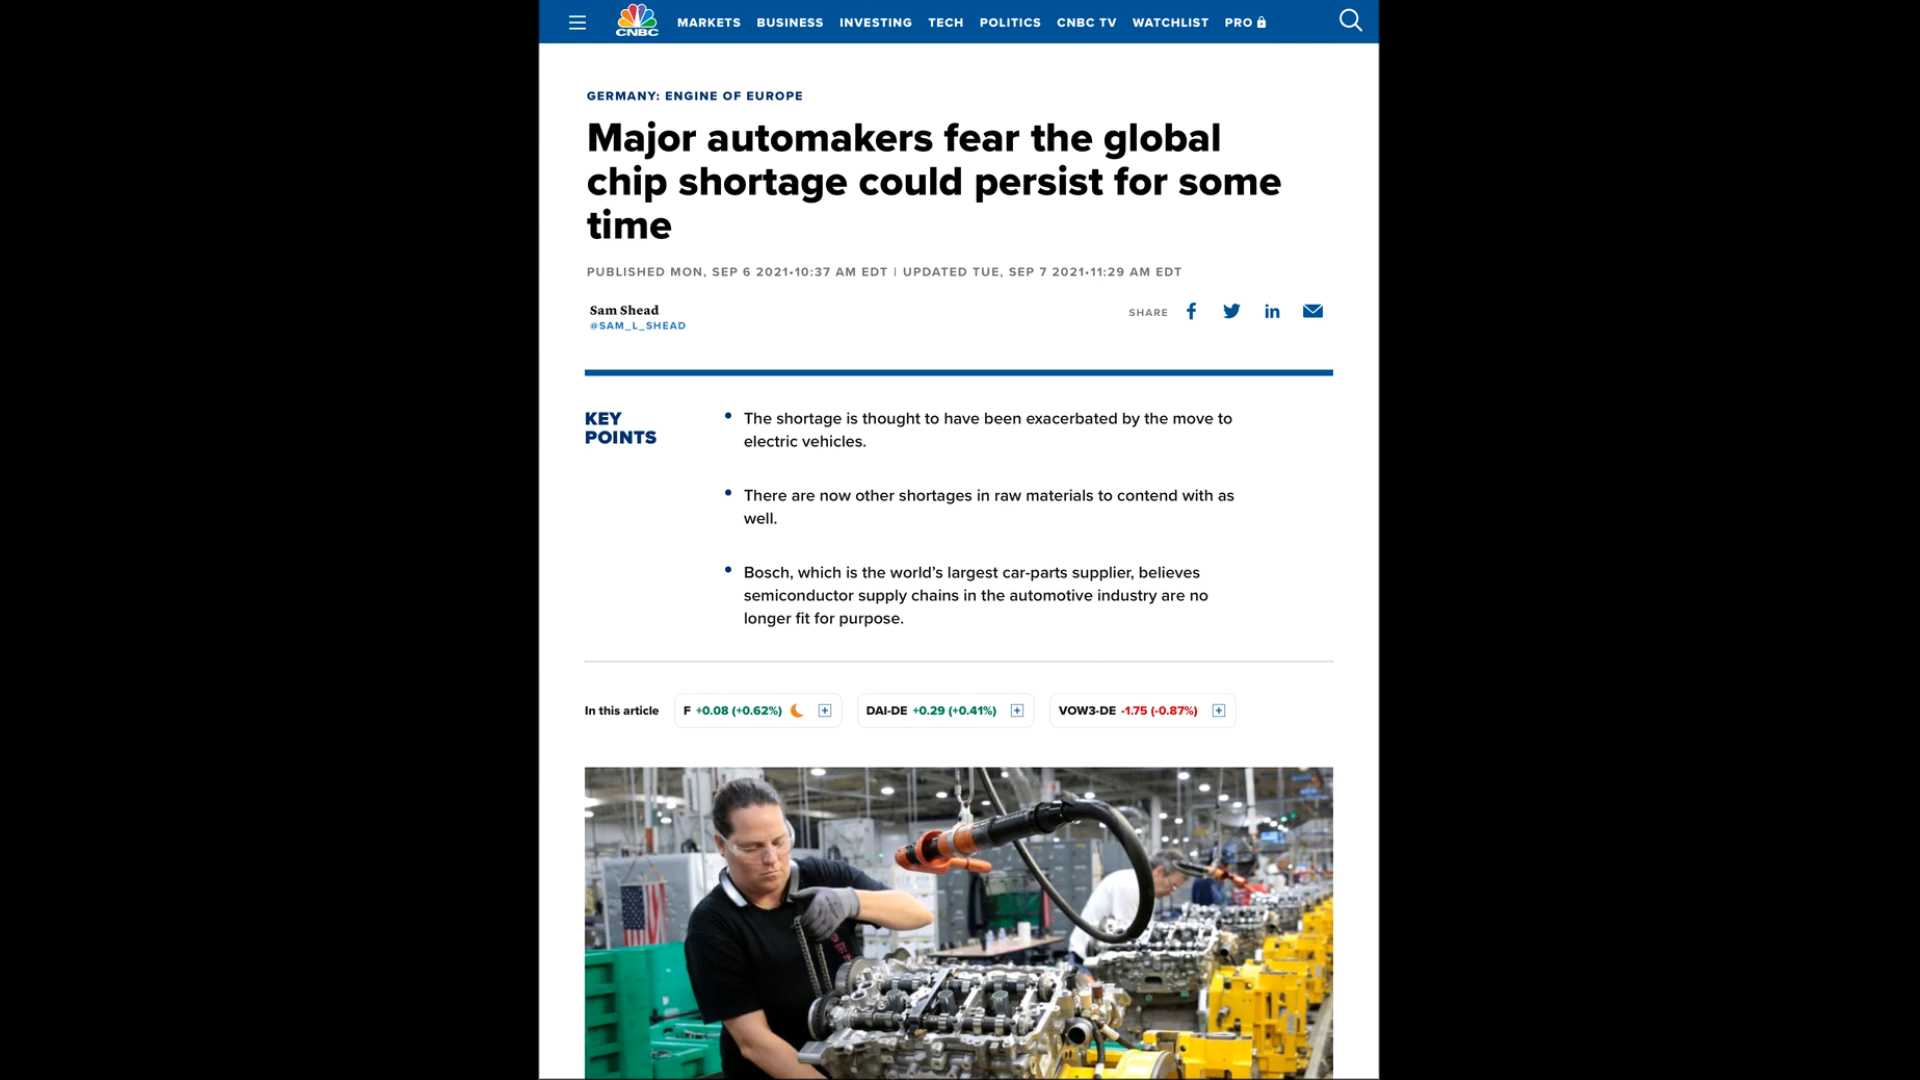 CNBC
MARKETS BUSINESS INVESTING TECH POLITICS CNBC TV WATCHLIST PRO
GERMANY: ENGINE OF EUROPE
Major automakers fear the global
chip shortage could persist for some
time
PUBLISHED MON, SEP 6 2021•10:37 AM EDT | UPDATED TUE, SEP 7 2021•11:29 AM EDT
Sam Shead
@SAM_L_SHEAD
SHARE
KEY
POINTS
• The shortage is thought to have been exacerbated by the move to
electric vehicles.
• There are now other shortages in raw materials to contend with as
well.
• Bosch, which is the world’s largest car-parts supplier, believes
semiconductor supply chains in the automotive industry are no
longer fit for purpose.
In this article F +0.08 (+0.62%) DAI-DE +0.29 (+0.41%) VOW3-DE -1.75 (-0.87%)